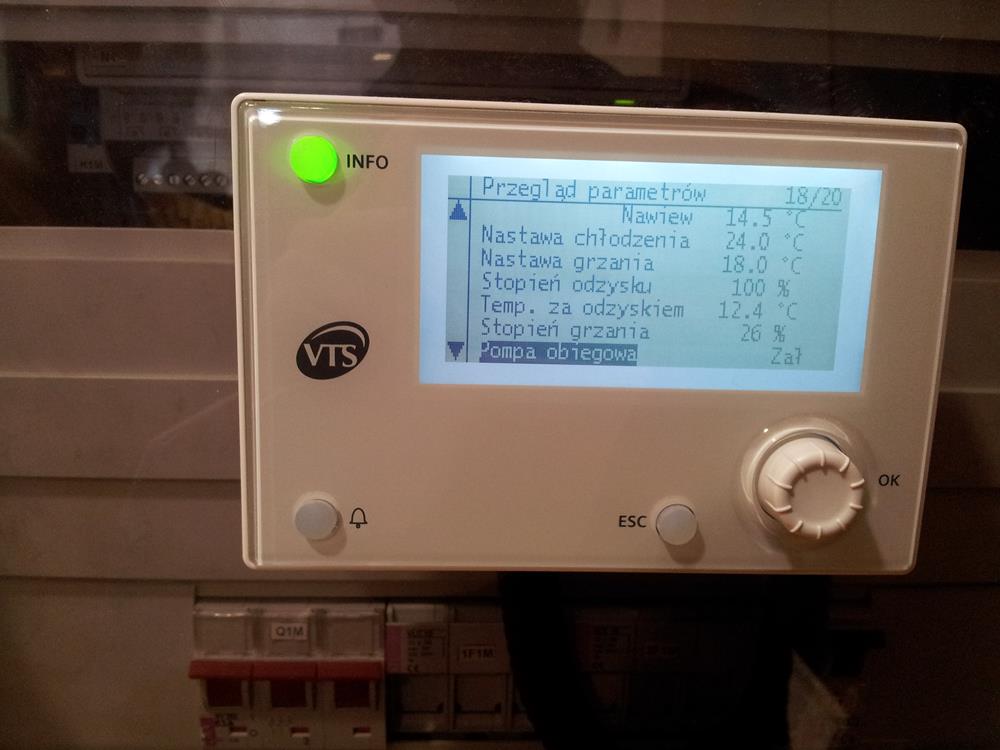 INFO
Przegląd parametrów 18/20
Nawiew 14.5 °C
Nastawa chłodzenia 24.0 °C
Nastawa grzania 18.0 °C
Stopień odzysku 100 %
Temp. za odzyskiem 12.4 °C
Stopień grzania 26 %
Pompa obiegowa Zał
VTS
OK
ESC
Q1M
1F1M